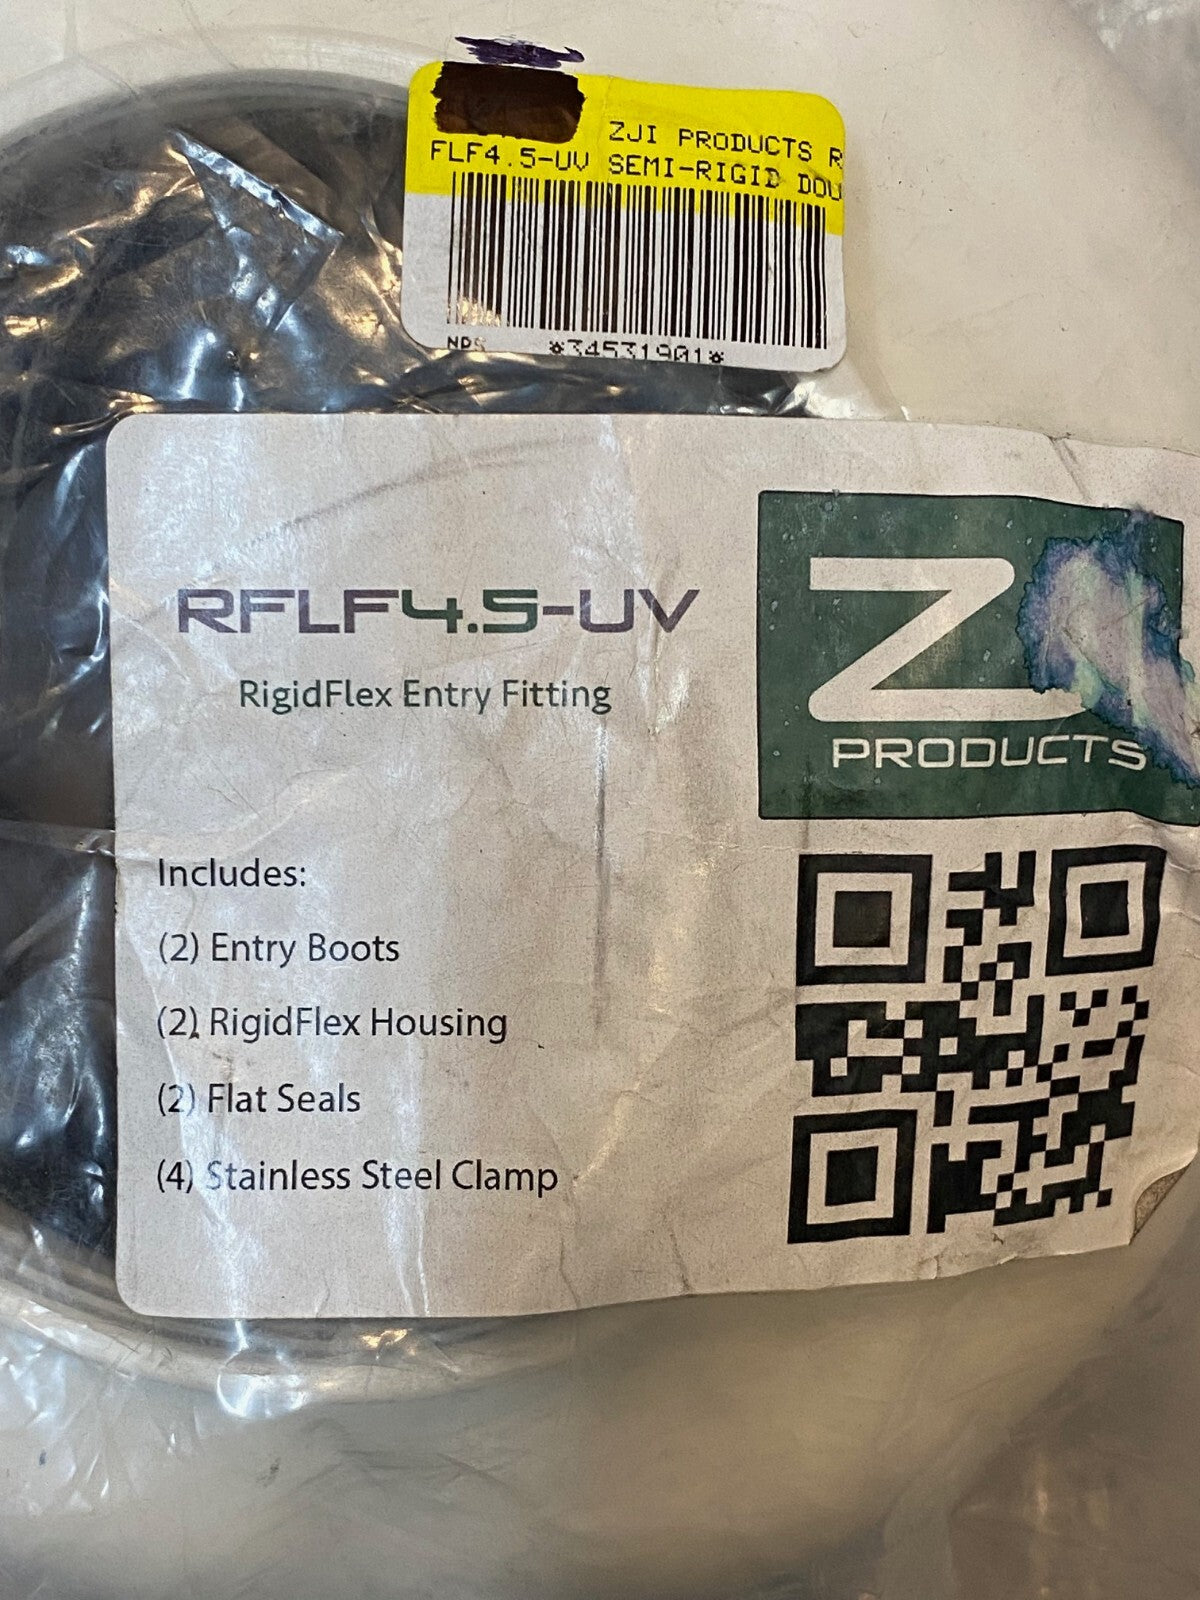 ZJI PRODUCTS R
FLF4.5-UV SEMI-RIGID DOU
NDS *34531901*
RFLF4.5-UV
RigidFlex Entry Fitting
Z
PRODUCTS
Includes:
(2) Entry Boots
(2) RigidFlex Housing
(2) Flat Seals
(4) Stainless Steel Clamp